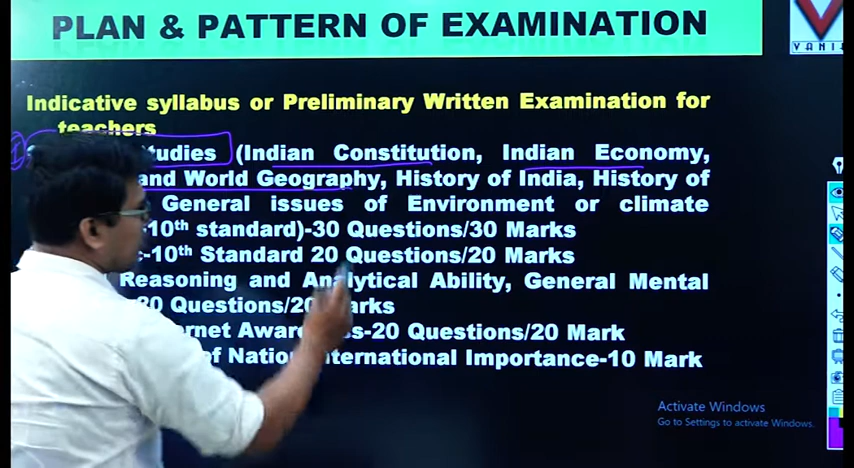 PLAN & PATTERN OF EXAMINATION
Indicative syllabus or Preliminary Written Examination for
teachers
tudies (Indian Constitution, Indian Economy,
and World Geography, History of India, History of
General issues of Environment or climate
-10th standard)-30 Questions/30 Marks
-10th Standard 20 Questions/20 Marks
Reasoning and Analytical Ability, General Mental
-20 Questions/20 Marks
ernet Awareness-20 Questions/20 Mark
of National International Importance-10 Mark
Activate Windows
Go to Settings to activate Windows.